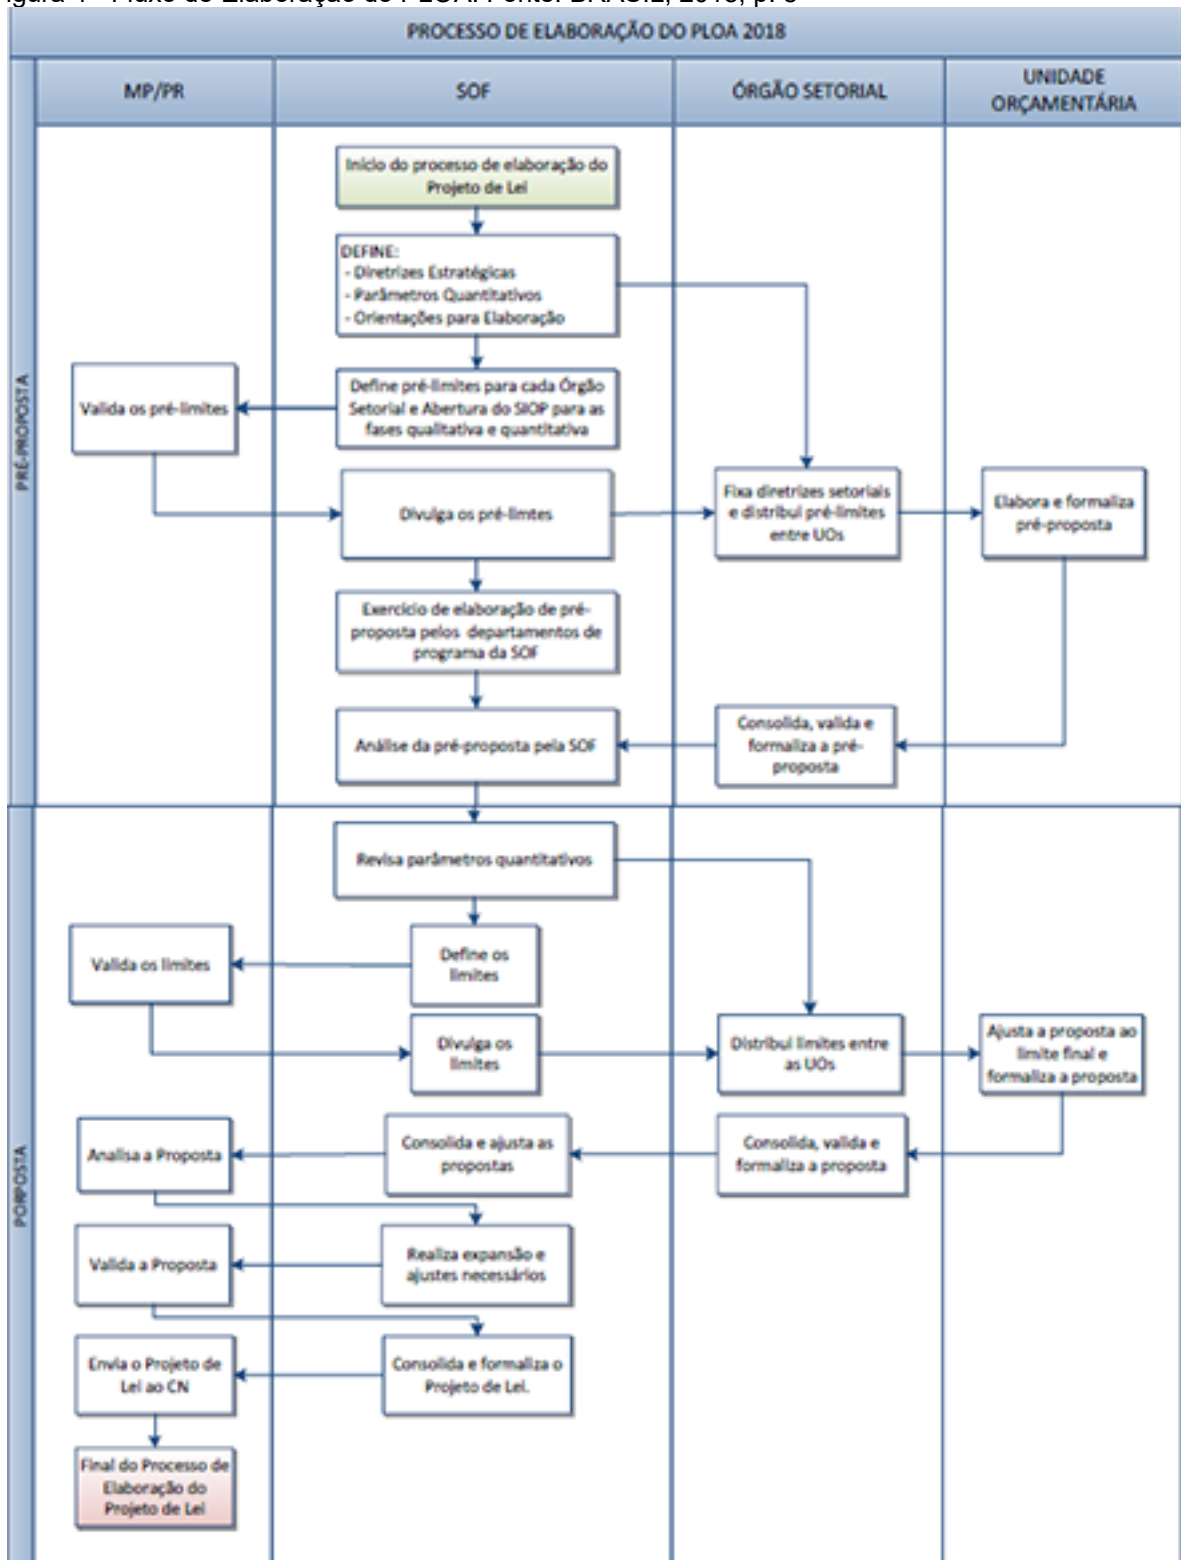 PROCESSO DE ELABORAÇÃO DO PLOA 2018
MP/PR
SOF
ÓRGÃO SETORIAL
UNIDADE
ORÇAMENTÁRIA
PRÉ-PROPOSTA
Início do processo de elaboração do
Projeto de Lei
DEFINE:
- Diretrizes Estratégicas
- Parâmetros Quantitativos
- Orientações para Elaboração
Valida os pré-limites
Define pré-limites para cada Órgão
Setorial e Abertura do SIOP para as
fases qualitativa e quantitativa
Divulga os pré-limtes
Fixa diretrizes setoriais
e distribui pré-limites
entre UOs
Elabora e formaliza
pré-proposta
Exercício de elaboração de pré-
proposta pelos departamentos de
programa da SOF
Análise da pré-proposta pela SOF
Consolida, valida e
formaliza a pré-
proposta
PORPOSTA
Revisa parâmetros quantitativos
Valida os limites
Define os
limites
Divulga os
limites
Distribui limites entre
as UOs
Ajusta a proposta ao
limite final e
formaliza a proposta
Analisa a Proposta
Consolida e ajusta as
propostas
Consolida, valida e
formaliza a proposta
Valida a Proposta
Realiza expansão e
ajustes necessários
Envia o Projeto de
Lei ao CN
Consolida e formaliza o
Projeto de Lei.
Final do Processo de
Elaboração do
Projeto de Lei